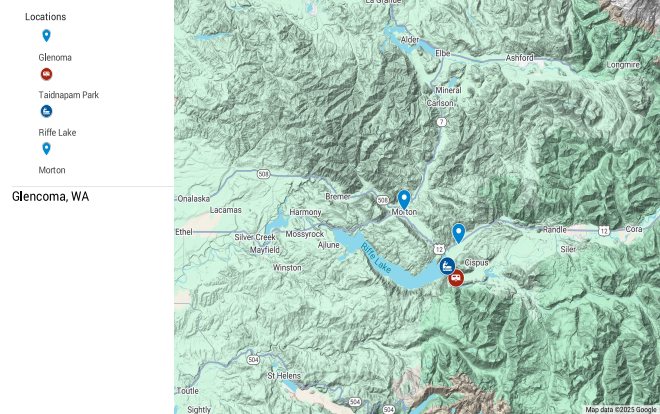 Locations
Glenoma
Taidnapam Park
Riffe Lake
Morton
Glencoma, WA
La Grande
Alder
Elbe
Ashford
Longmire
Mineral
Carlson
7
508
Onalaska
Bremer
508
Lacamas
Harmony
Morton
Ethel
Silver Creek
Mossyrock
Mayfield
Ajlune
Randle
12
Cora
12
Siler
Winston
Riffe Lake
Cispus
504
St Helens
Toutle
504
504
Sightly
Map data ©2025 Google